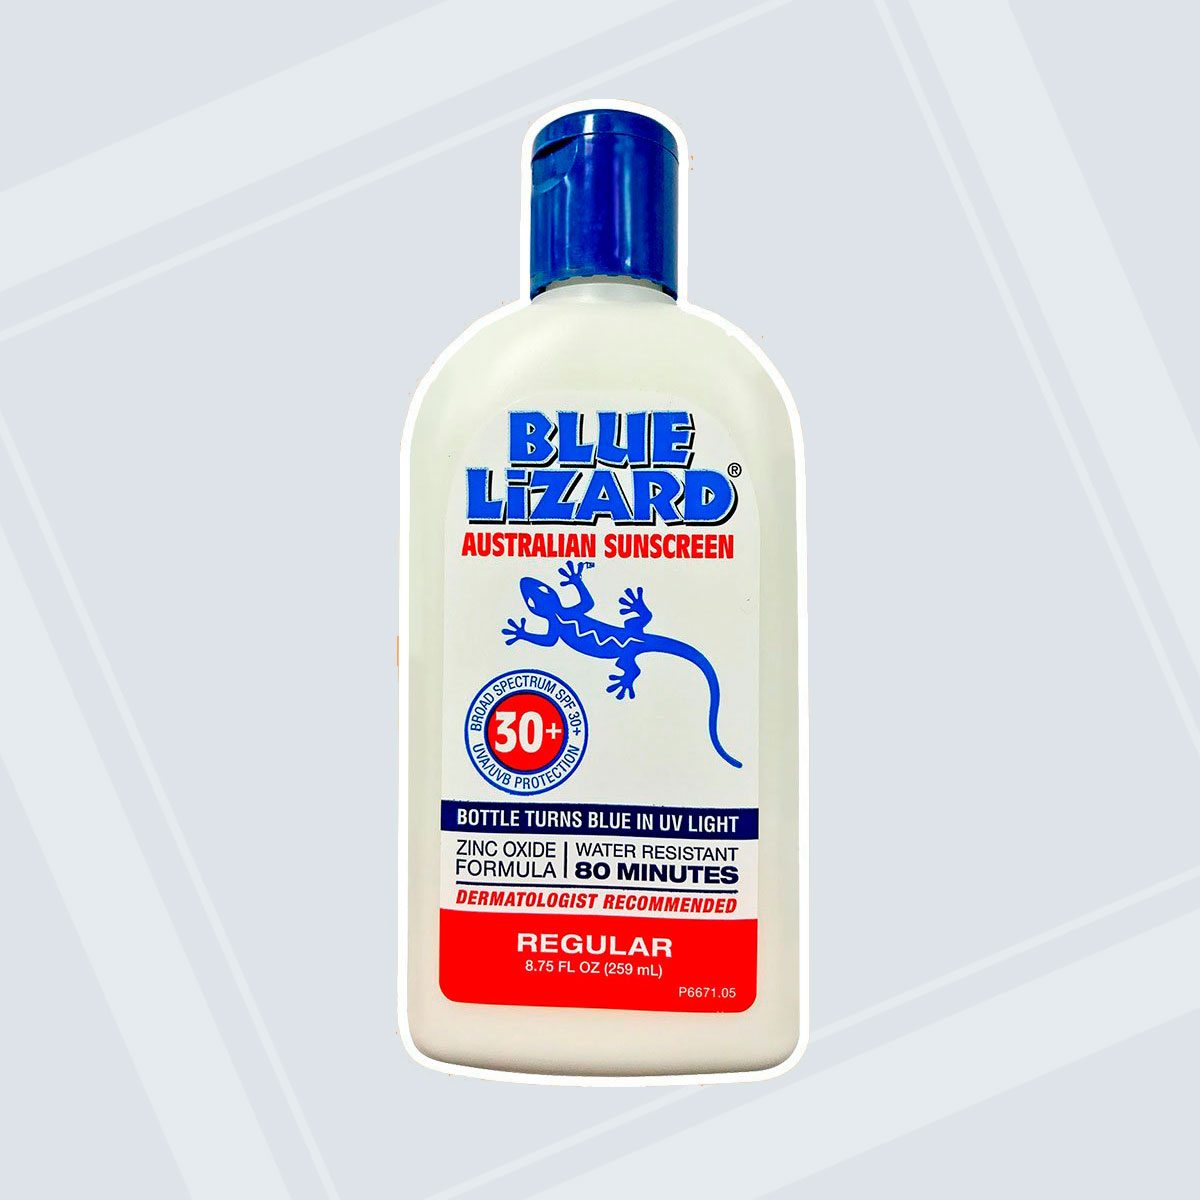 BLUE
LiZARD®
AUSTRALIAN SUNSCREEN
™
BROAD SPECTRUM SPF 30+
30+
UVA/UVB PROTECTION
BOTTLE TURNS BLUE IN UV LIGHT
ZINC OXIDE
FORMULA
WATER RESISTANT
80 MINUTES
DERMATOLOGIST RECOMMENDED
REGULAR
8.75 FL OZ (259 mL)
P6671.05